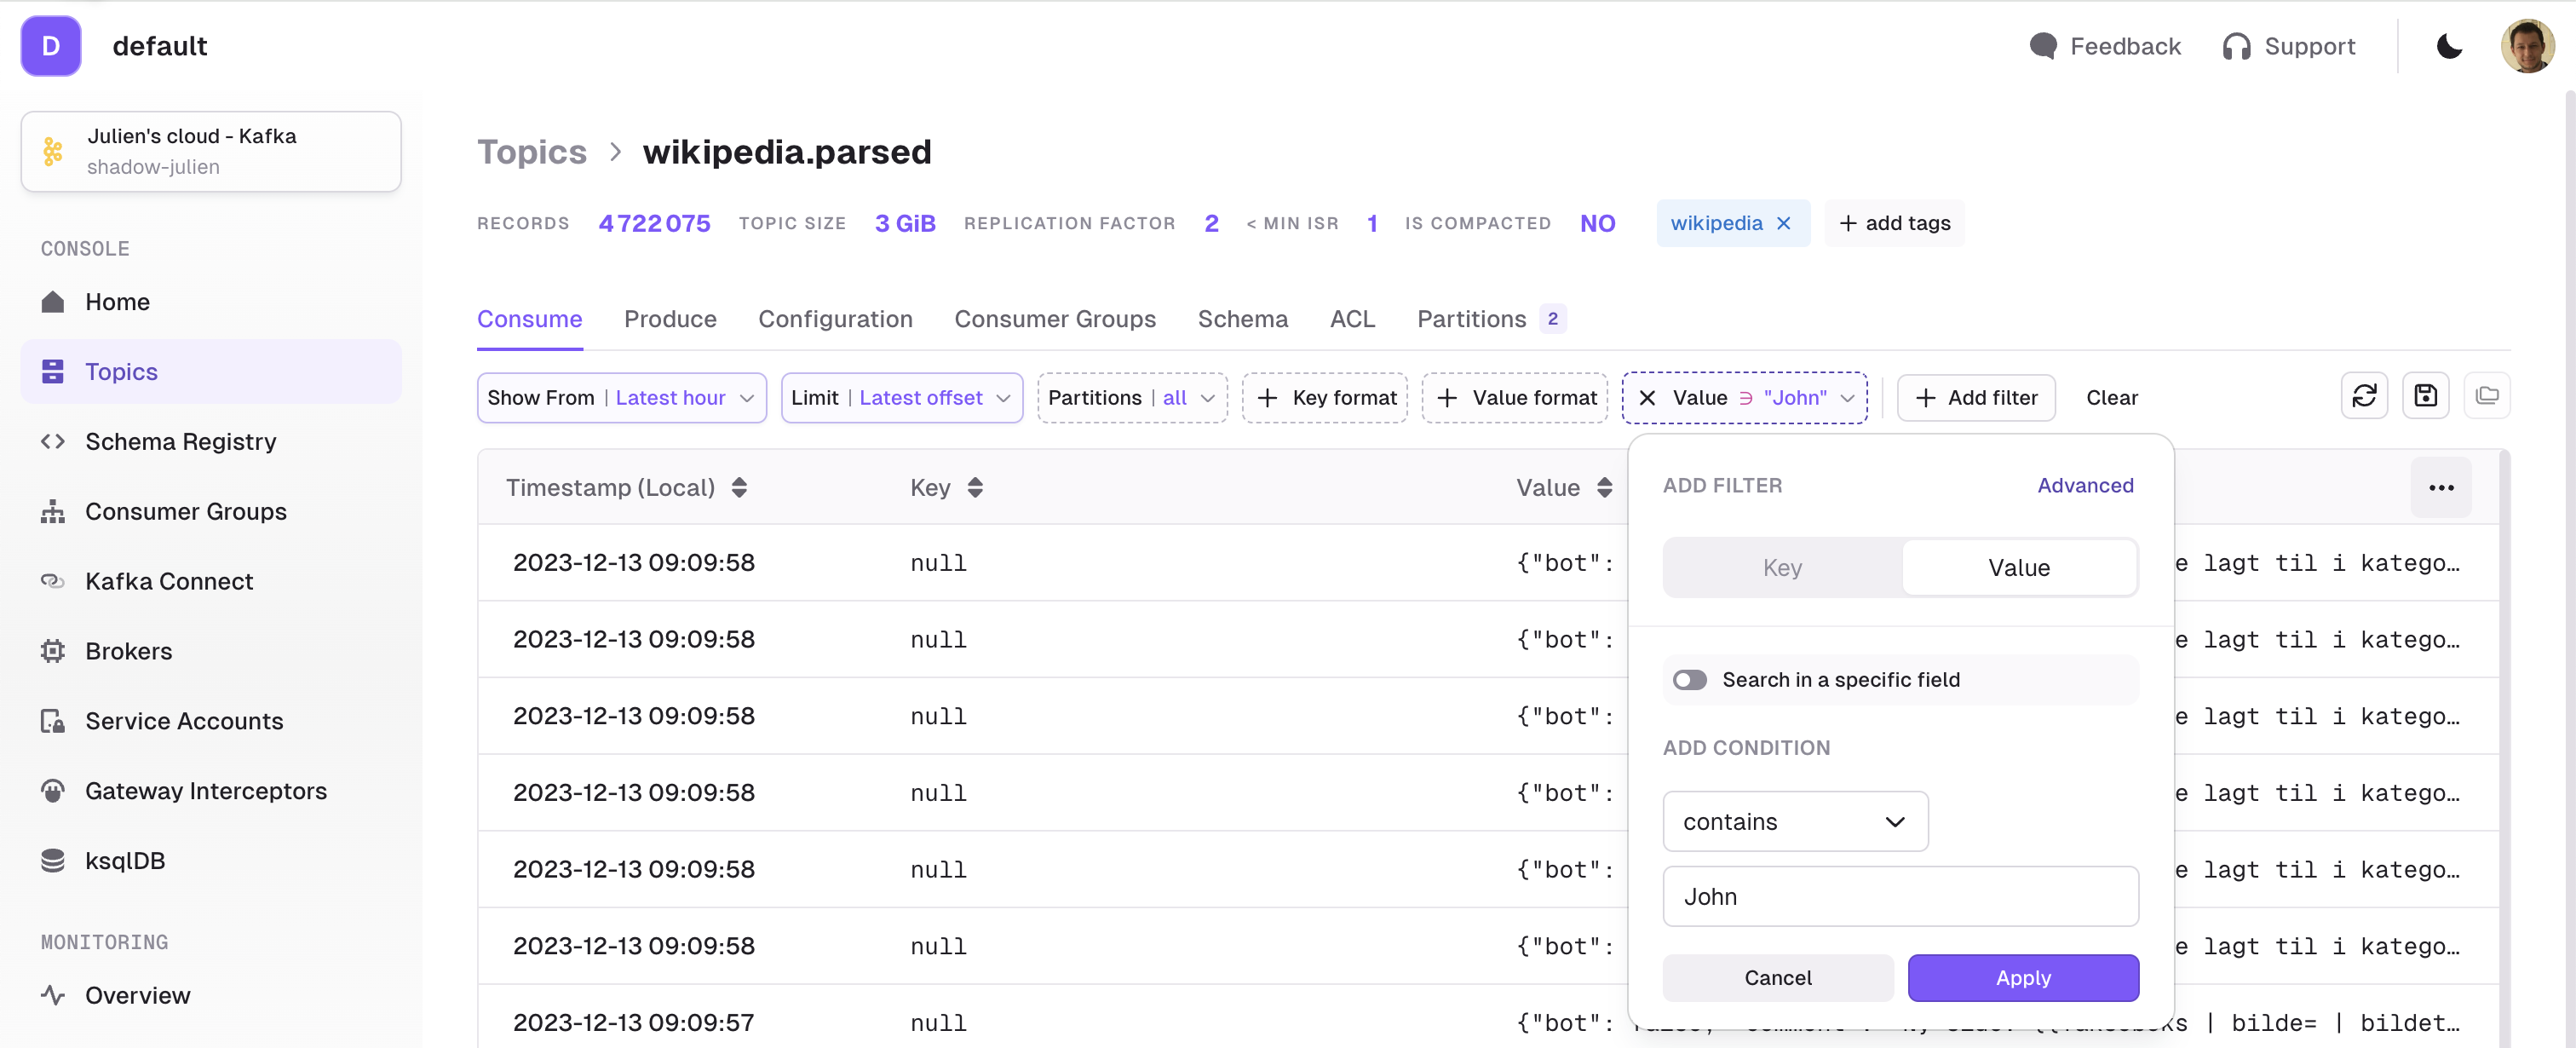 D default Feedback Support
Julien's cloud - Kafka
shadow-julien
CONSOLE
Home
Topics
Schema Registry
Consumer Groups
Kafka Connect
Brokers
Service Accounts
Gateway Interceptors
ksqlDB
MONITORING
Overview
Topics > wikipedia.parsed
RECORDS 4 722 075 TOPIC SIZE 3 GiB REPLICATION FACTOR 2 < MIN ISR 1 IS COMPACTED NO wikipedia × + add tags
Consume Produce Configuration Consumer Groups Schema ACL Partitions 2
Show From | Latest hour Limit | Latest offset Partitions | all + Key format + Value format × Value ∋ "John" + Add filter Clear
Timestamp (Local) Key Value ...
2023-12-13 09:09:58 null {"bot": e lagt til i katego…
2023-12-13 09:09:58 null {"bot": e lagt til i katego…
2023-12-13 09:09:58 null {"bot": e lagt til i katego…
2023-12-13 09:09:58 null {"bot": e lagt til i katego…
2023-12-13 09:09:58 null {"bot": e lagt til i katego…
2023-12-13 09:09:58 null {"bot": e lagt til i katego…
2023-12-13 09:09:57 null {"bot": ks | bilde= | bildet…
ADD FILTER Advanced
Key Value
Search in a specific field
ADD CONDITION
contains
John
Cancel Apply